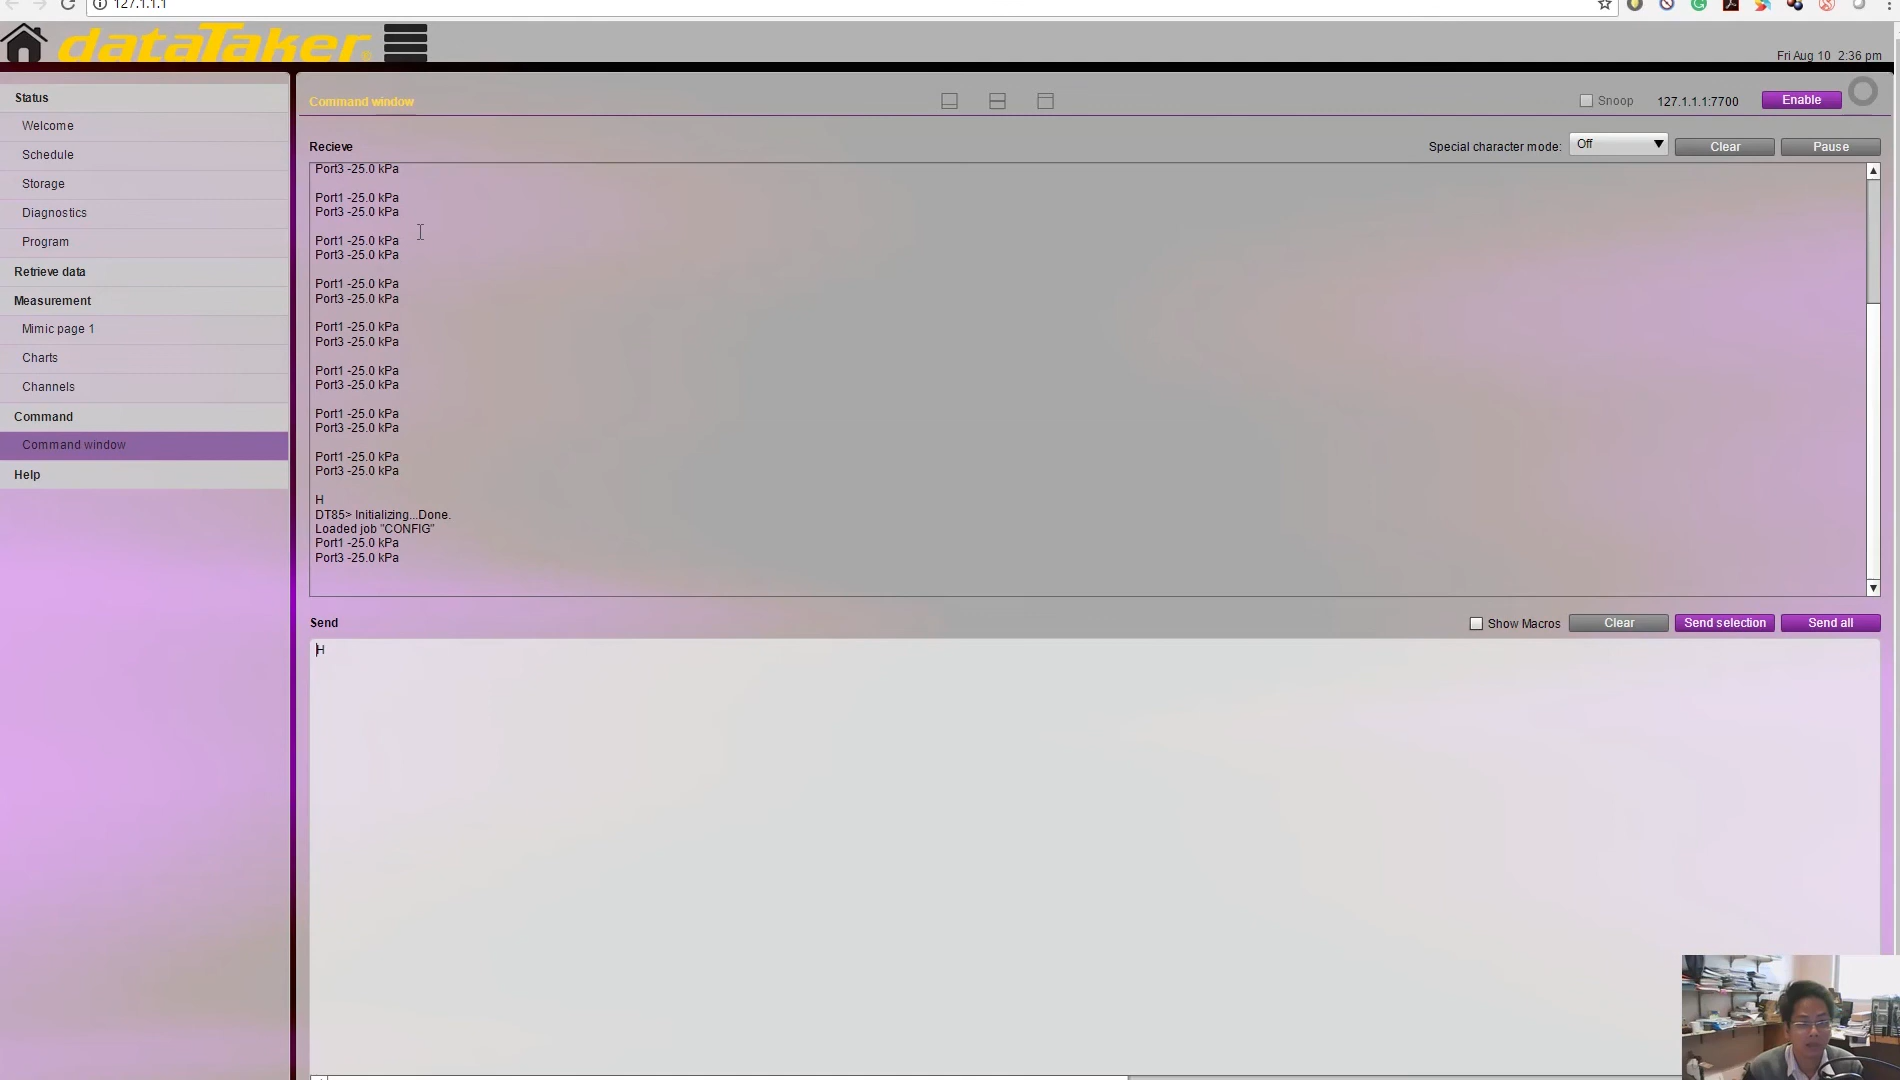 127.1.1.1
dataTaker
Fri Aug 10 2:36 pm
Status
Welcome
Schedule
Storage
Diagnostics
Program
Retrieve data
Measurement
Mimic page 1
Charts
Channels
Command
Command window
Help
Command window
Snoop 127.1.1.1:7700 Enable
Recieve
Special character mode: Off Clear Pause
Port3 -25.0 kPa
Port1 -25.0 kPa
Port3 -25.0 kPa
Port1 -25.0 kPa
Port3 -25.0 kPa
Port1 -25.0 kPa
Port3 -25.0 kPa
Port1 -25.0 kPa
Port3 -25.0 kPa
Port1 -25.0 kPa
Port3 -25.0 kPa
Port1 -25.0 kPa
Port3 -25.0 kPa
Port1 -25.0 kPa
Port3 -25.0 kPa
H
DT85> Initializing...Done.
Loaded job "CONFIG"
Port1 -25.0 kPa
Port3 -25.0 kPa
Send
Show Macros Clear Send selection Send all
H